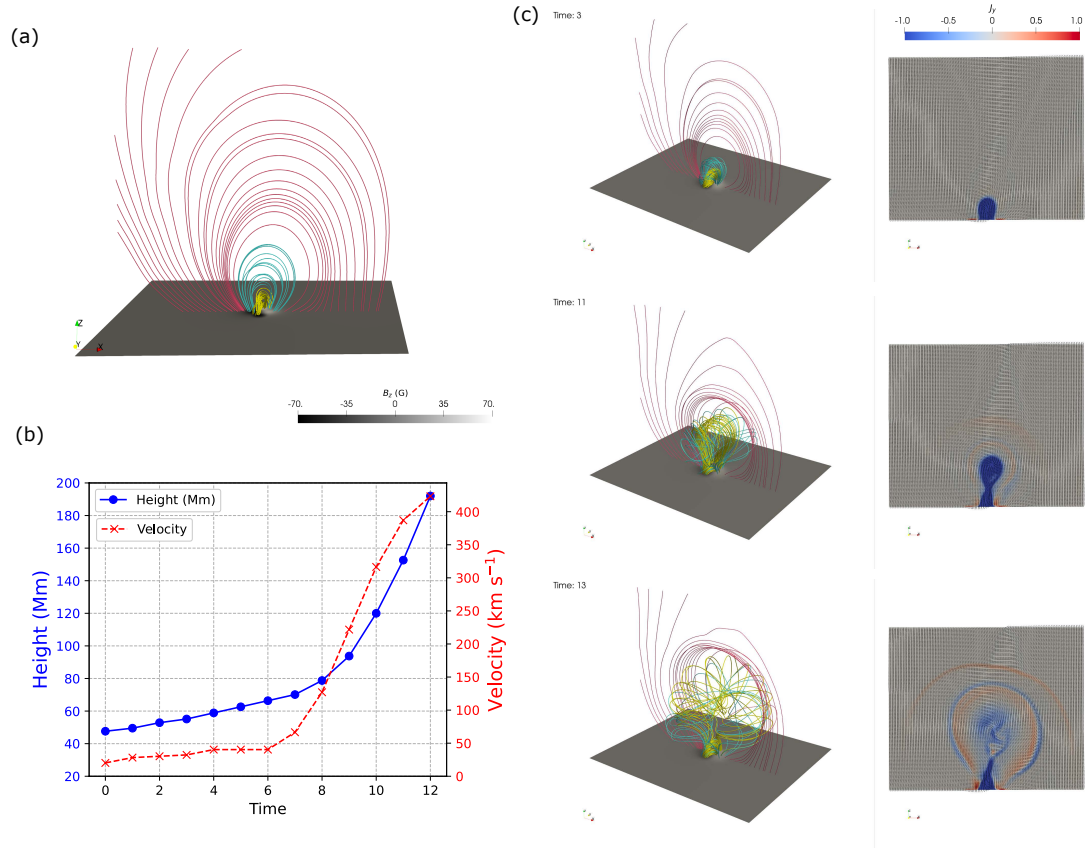 (a)
Z
Y
X
B_z (G)
-70. -35 0 35 70.
(b)
Height (Mm)
Velocity
200
180
160
140
120
100
80
60
40
20
400
350
300
250
200
150
100
50
0
0 2 4 6 8 10 12
Height (Mm)
Velocity (km s⁻¹)
Time
(c)
Time: 3
J_y
-1.0 -0.5 0 0.5 1.0
Time: 11
Time: 13